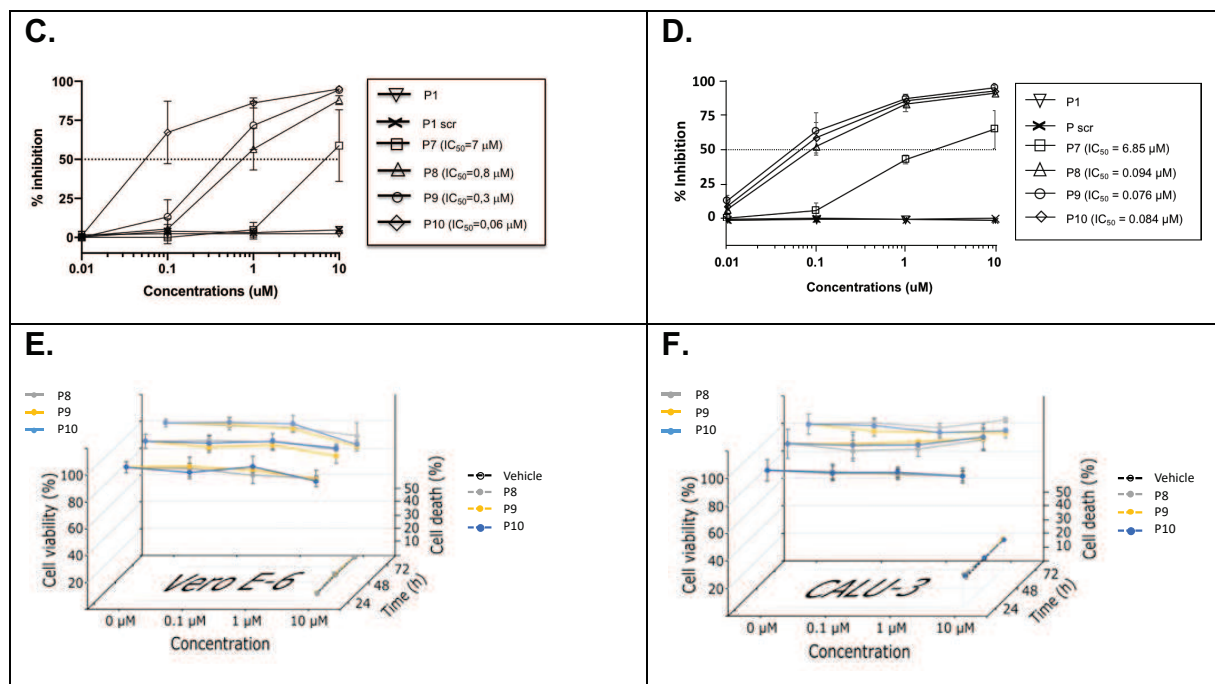 C.
100
75
50
25
0
% inhibition
0.01
0.1
1
10
Concentrations (uM)
P1
P1 scr
P7 (IC50=7 µM)
P8 (IC50=0,8 µM)
P9 (IC50=0,3 µM)
P10 (IC50=0,06 µM)
D.
100
75
50
25
0
% Inhibition
0.01
0.1
1
10
Concentrations (uM)
P1
P scr
P7 (IC50 = 6.85 µM)
P8 (IC50 = 0.094 µM)
P9 (IC50 = 0.076 µM)
P10 (IC50 = 0.084 µM)
E.
P8
P9
P10
100
80
60
40
20
Cell viability (%)
50
40
30
20
10
Cell death (%)
Vehicle
P8
P9
P10
Vero E-6
72
48
24
Time (h)
0 µM
0.1 µM
1 µM
10 µM
Concentration
F.
P8
P9
P10
100
80
60
40
20
Cell viability (%)
50
40
30
20
10
Cell death (%)
Vehicle
P8
P9
P10
CALU-3
72
48
24
Time (h)
0 µM
0.1 µM
1 µM
10 µM
Concentration